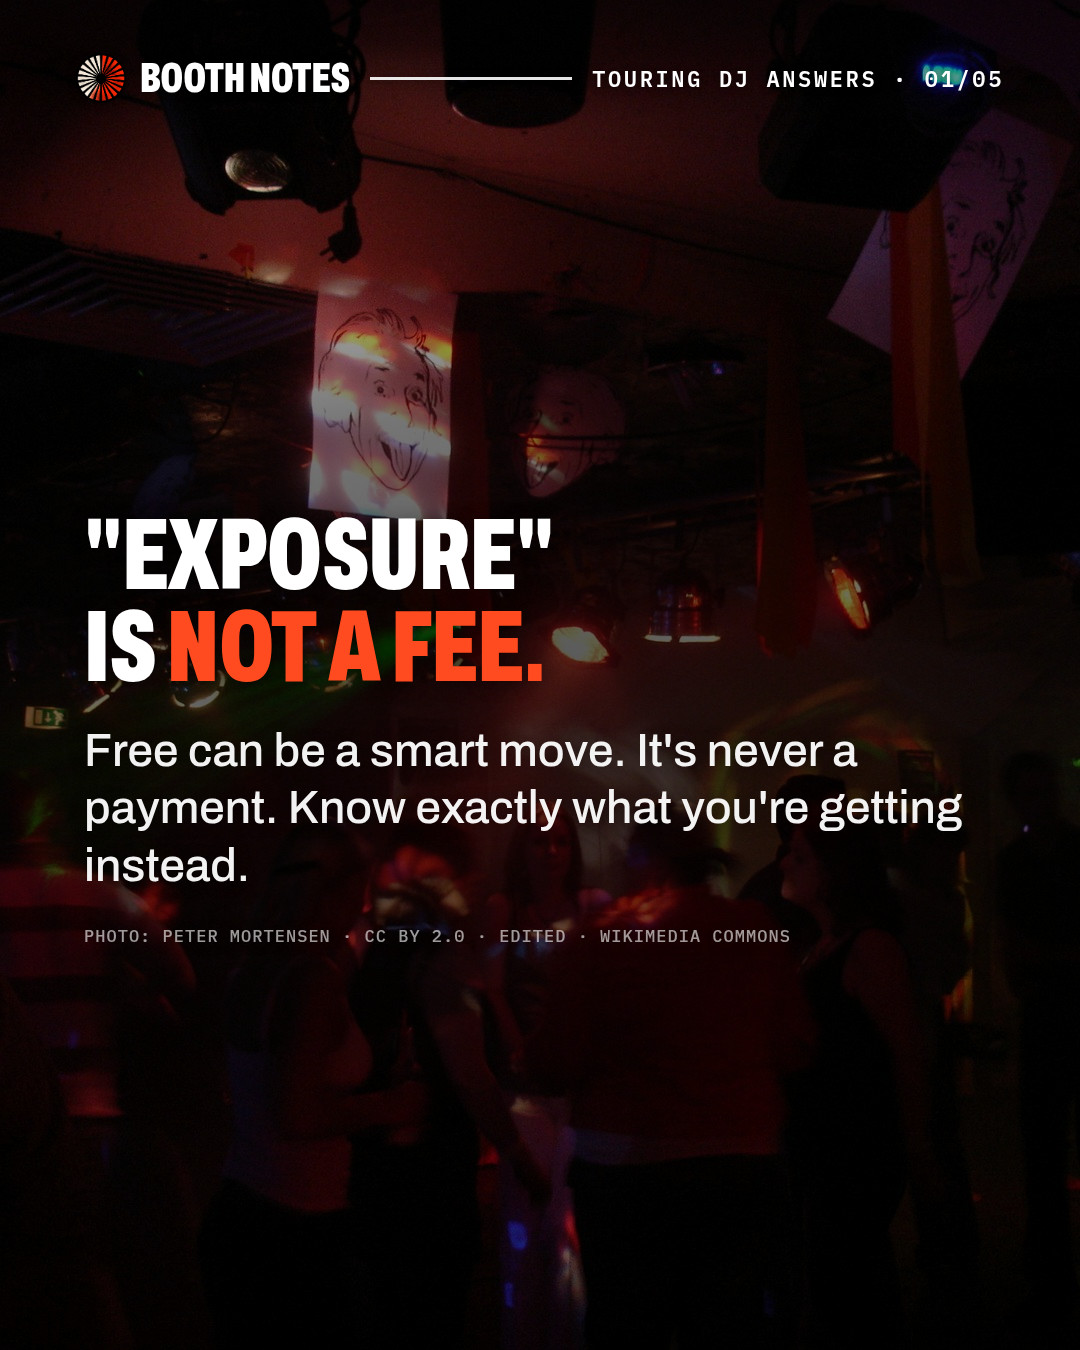 BOOTH NOTES
TOURING DJ ANSWERS · 01/05
"EXPOSURE"
IS NOT A FEE.
Free can be a smart move. It's never a
payment. Know exactly what you're getting
instead.
PHOTO: PETER MORTENSEN · CC BY 2.0 · EDITED · WIKIMEDIA COMMONS